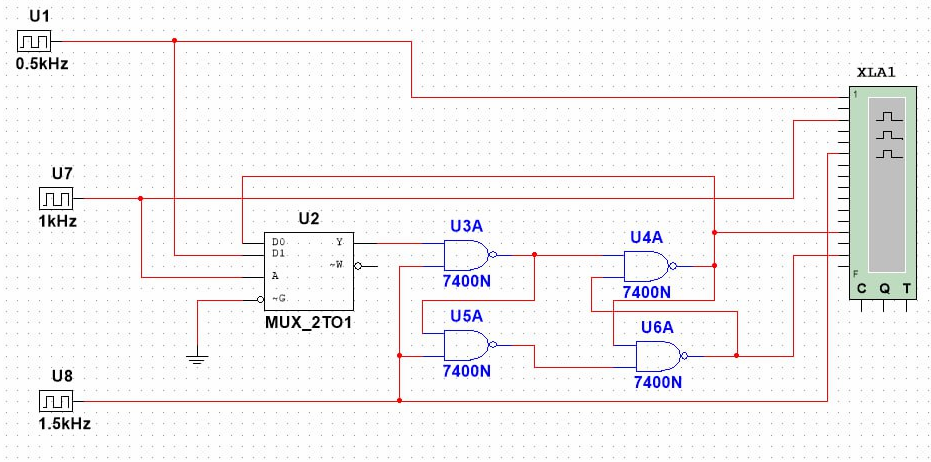 U1
0.5kHz
XLA1
1
U7
1kHz
U2
D0
D1
A
~G
Y
~W
MUX_2TO1
U3A
7400N
U4A
7400N
U5A
7400N
U6A
7400N
F
C Q T
U8
1.5kHz